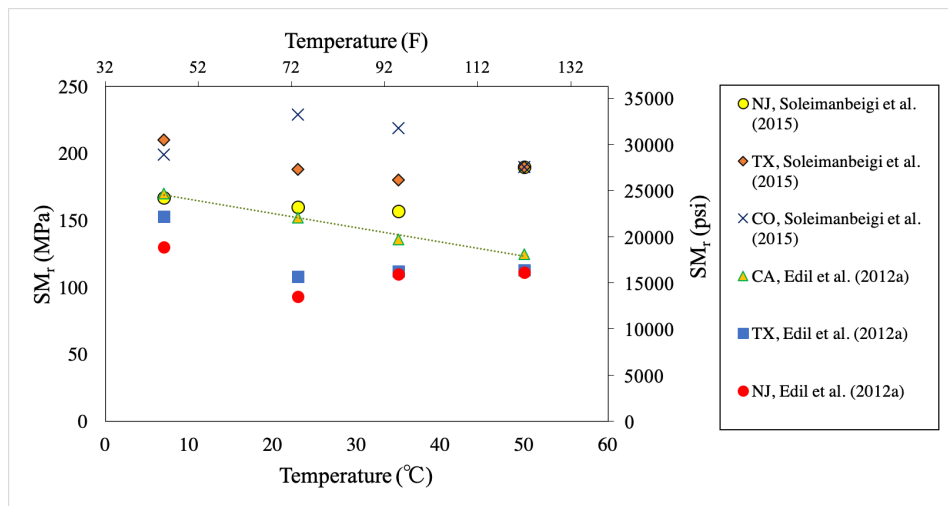 Temperature (F)
32 52 72 92 112 132
250
200
150
100
50
0
SMr (MPa)
35000
30000
25000
20000
15000
10000
5000
0
SMr (psi)
0 10 20 30 40 50 60
Temperature (℃)
NJ, Soleimanbeigi et al.
(2015)
TX, Soleimanbeigi et al.
(2015)
CO, Soleimanbeigi et al.
(2015)
CA, Edil et al. (2012a)
TX, Edil et al. (2012a)
NJ, Edil et al. (2012a)